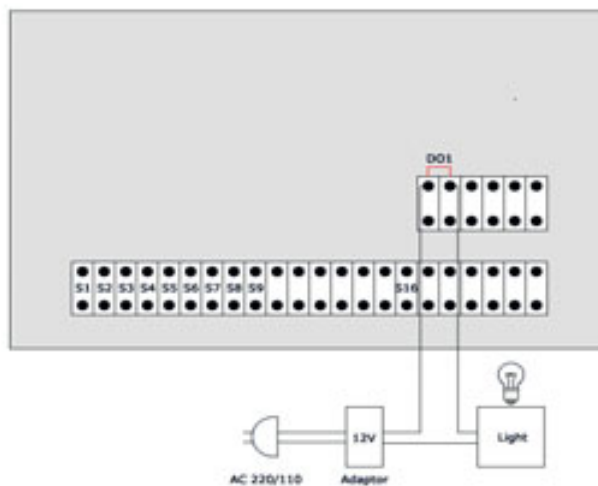 DO1
S1 S2 S3 S4 S5 S6 S7 S8 S9 S16
12V
Light
AC 220/110
Adaptor